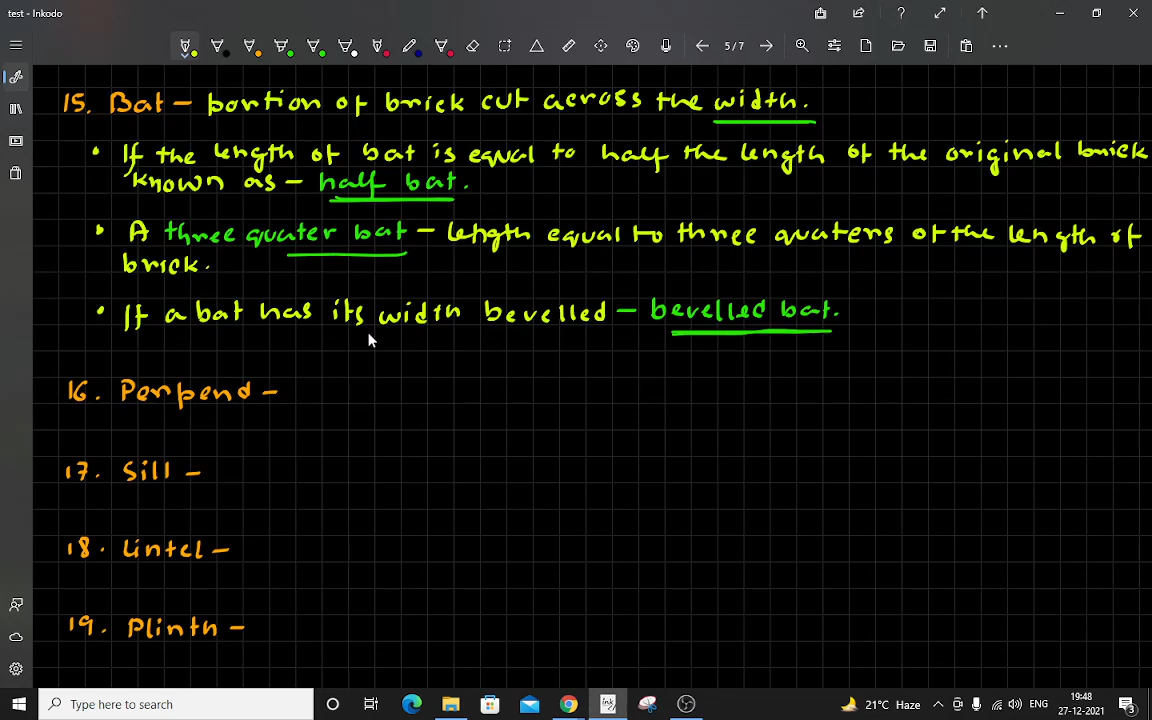 test - Inkodo
5/7
15. Bat - portion of brick cut across the width.
• If the length of bat is equal to half the length of the original brick
known as - half bat.
• A three quater bat - length equal to three quaters of the length of
brick.
• If a bat has its width bevelled - bevelled bat.
16. Perpend -
17. Sill -
18. Lintel -
19. Plinth -
Type here to search
ink
21°C Haze
ENG
19:48
27-12-2021
3